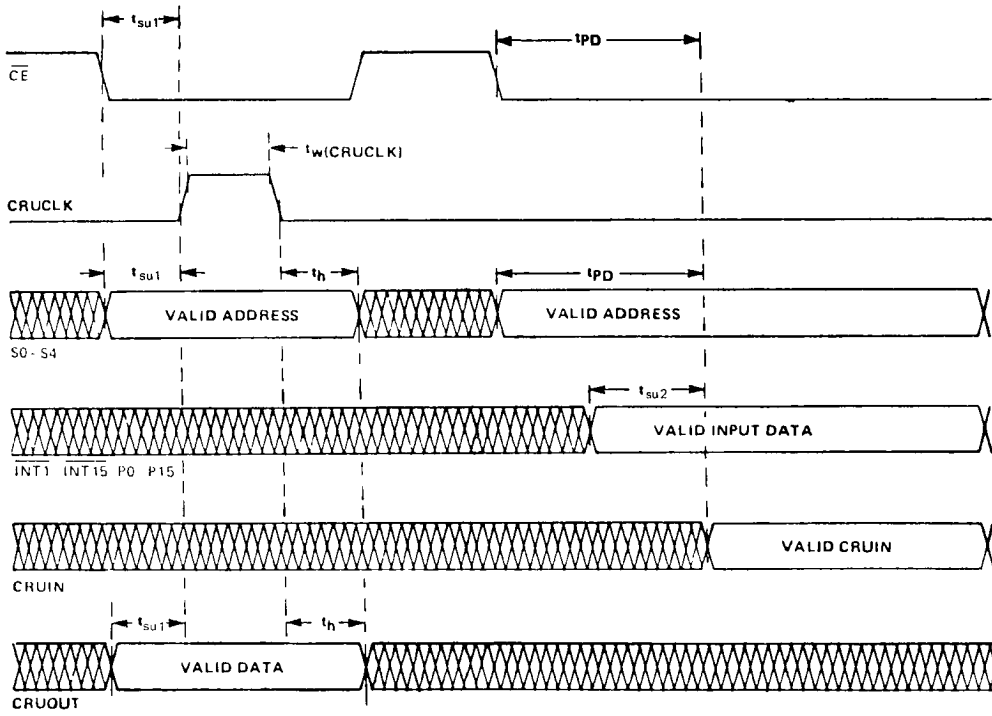 tsu1
tPD
CE
tw(CRUCLK)
CRUCLK
tsu1
th
tPD
VALID ADDRESS
VALID ADDRESS
S0 - S4
tsu2
VALID INPUT DATA
INT1 INT15 P0 P15
VALID CRUIN
CRUIN
tsu1
th
VALID DATA
CRUOUT